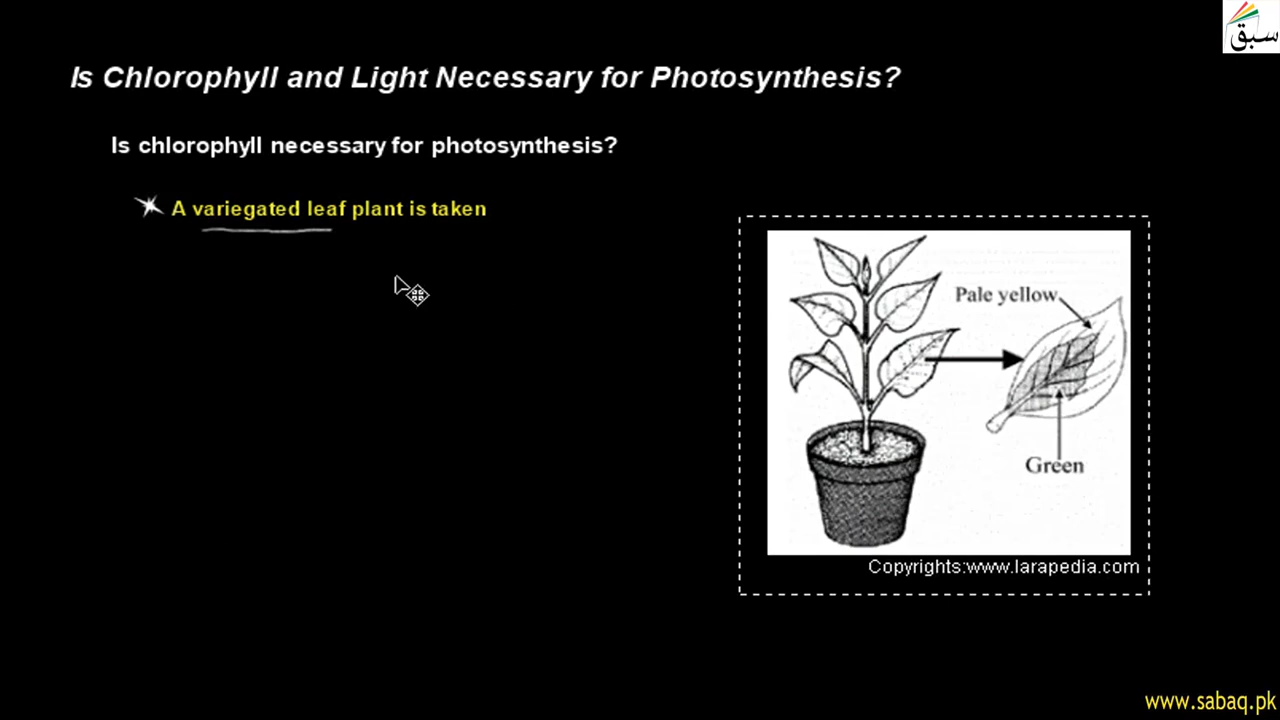 سبق
Is Chlorophyll and Light Necessary for Photosynthesis?
Is chlorophyll necessary for photosynthesis?
A variegated leaf plant is taken
Pale yellow
Green
Copyrights:www.larapedia.com
www.sabaq.pk